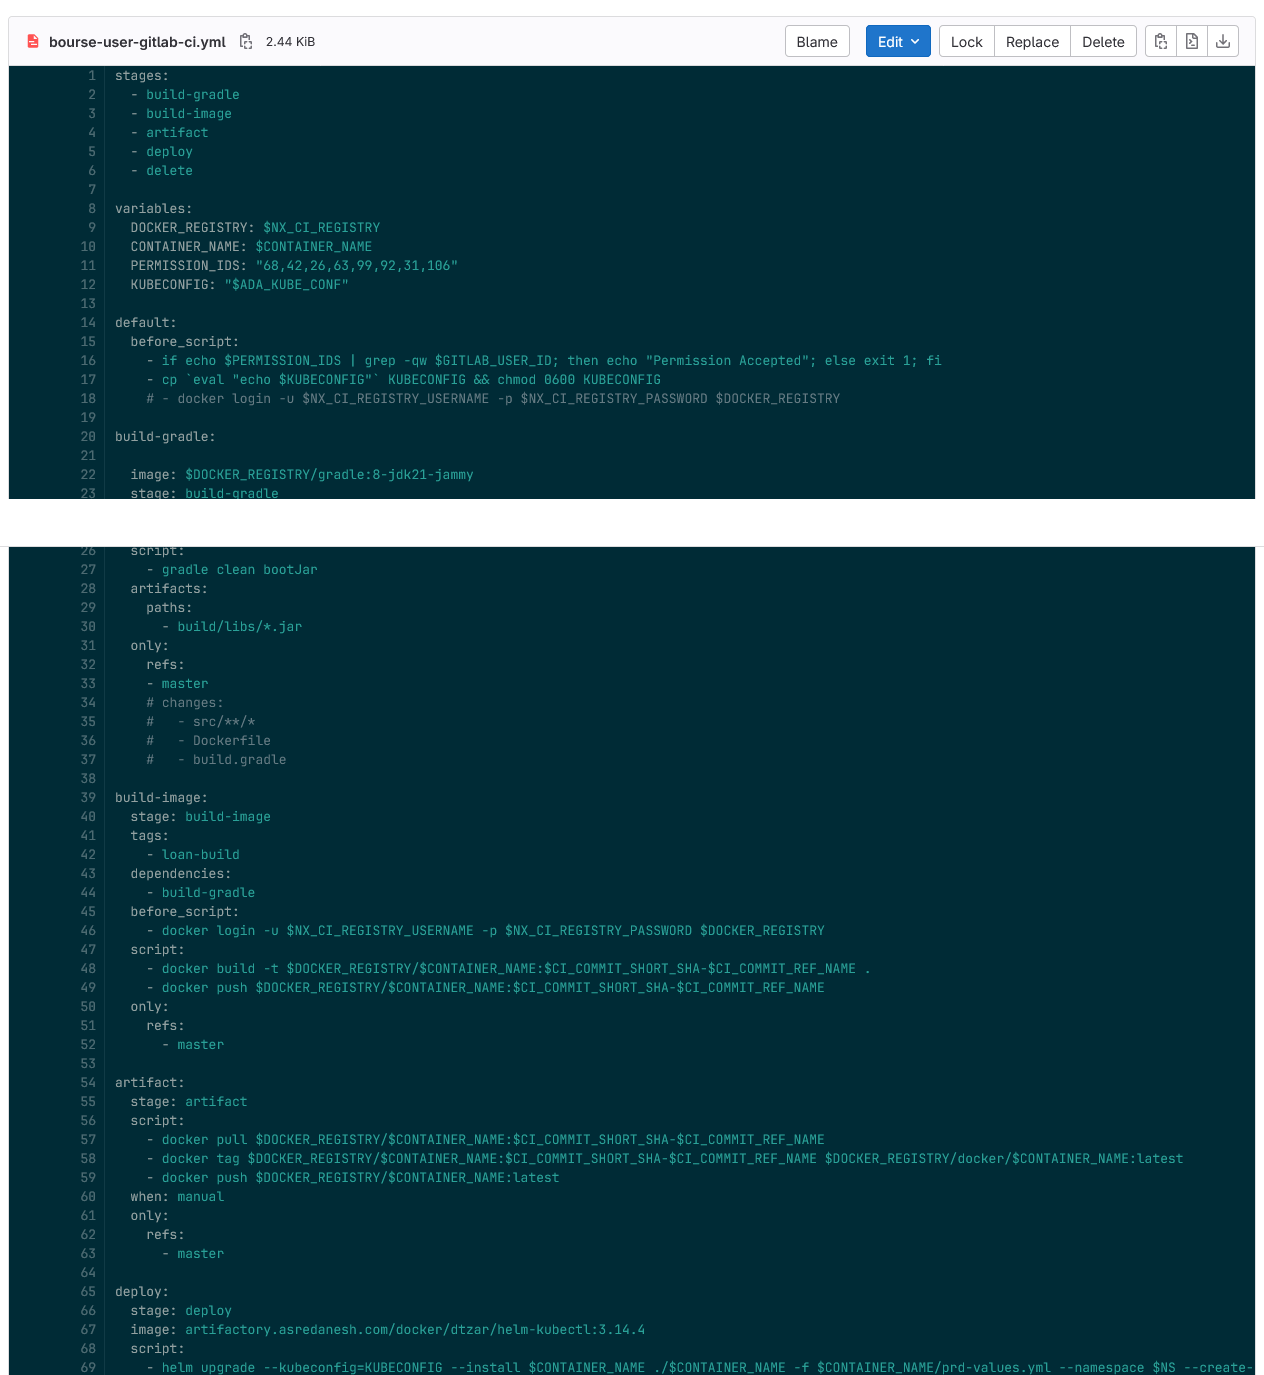 bourse-user-gitlab-ci.yml 2.44 KiB Blame Edit Lock Replace Delete
1 stages:
2   - build-gradle
3   - build-image
4   - artifact
5   - deploy
6   - delete
7
8 variables:
9   DOCKER_REGISTRY: $NX_CI_REGISTRY
10   CONTAINER_NAME: $CONTAINER_NAME
11   PERMISSION_IDS: "68,42,26,63,99,92,31,106"
12   KUBECONFIG: "$ADA_KUBE_CONF"
13
14 default:
15   before_script:
16     - if echo $PERMISSION_IDS | grep -qw $GITLAB_USER_ID; then echo "Permission Accepted"; else exit 1; fi
17     - cp `eval "echo $KUBECONFIG"` KUBECONFIG && chmod 0600 KUBECONFIG
18     # - docker login -u $NX_CI_REGISTRY_USERNAME -p $NX_CI_REGISTRY_PASSWORD $DOCKER_REGISTRY
19
20 build-gradle:
21
22   image: $DOCKER_REGISTRY/gradle:8-jdk21-jammy
23   stage: build-gradle
26   script:
27     - gradle clean bootJar
28   artifacts:
29     paths:
30       - build/libs/*.jar
31   only:
32     refs:
33     - master
34     # changes:
35     #   - src/**/*
36     #   - Dockerfile
37     #   - build.gradle
38
39 build-image:
40   stage: build-image
41   tags:
42     - loan-build
43   dependencies:
44     - build-gradle
45   before_script:
46     - docker login -u $NX_CI_REGISTRY_USERNAME -p $NX_CI_REGISTRY_PASSWORD $DOCKER_REGISTRY
47   script:
48     - docker build -t $DOCKER_REGISTRY/$CONTAINER_NAME:$CI_COMMIT_SHORT_SHA-$CI_COMMIT_REF_NAME .
49     - docker push $DOCKER_REGISTRY/$CONTAINER_NAME:$CI_COMMIT_SHORT_SHA-$CI_COMMIT_REF_NAME
50   only:
51     refs:
52       - master
53
54 artifact:
55   stage: artifact
56   script:
57     - docker pull $DOCKER_REGISTRY/$CONTAINER_NAME:$CI_COMMIT_SHORT_SHA-$CI_COMMIT_REF_NAME
58     - docker tag $DOCKER_REGISTRY/$CONTAINER_NAME:$CI_COMMIT_SHORT_SHA-$CI_COMMIT_REF_NAME $DOCKER_REGISTRY/docker/$CONTAINER_NAME:latest
59     - docker push $DOCKER_REGISTRY/$CONTAINER_NAME:latest
60   when: manual
61   only:
62     refs:
63       - master
64
65 deploy:
66   stage: deploy
67   image: artifactory.asredanesh.com/docker/dtzar/helm-kubectl:3.14.4
68   script:
69     - helm upgrade --kubeconfig=KUBECONFIG --install $CONTAINER_NAME ./$CONTAINER_NAME -f $CONTAINER_NAME/prd-values.yml --namespace $NS --create-